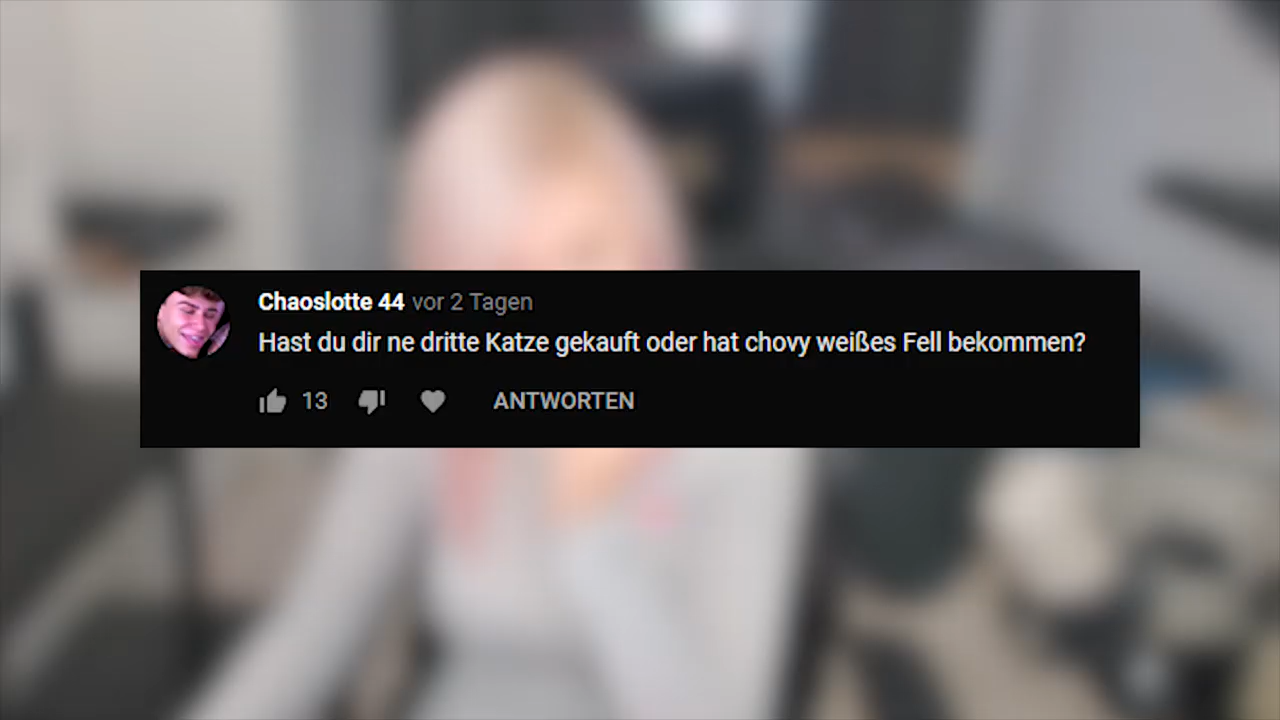 Chaoslotte 44 vor 2 Tagen
Hast du dir ne dritte Katze gekauft oder hat chovy weißes Fell bekommen?
13 ANTWORTEN